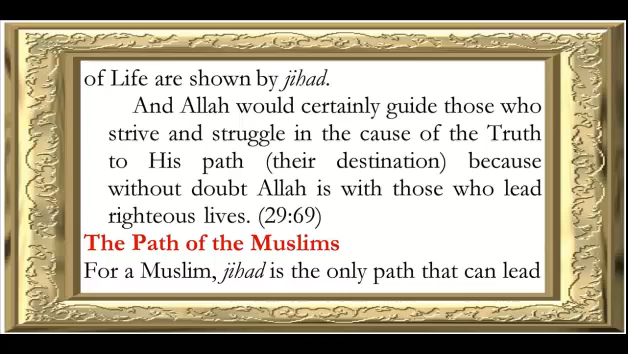 of Life are shown by jihad.
And Allah would certainly guide those who
strive and struggle in the cause of the Truth
to His path (their destination) because
without doubt Allah is with those who lead
righteous lives. (29:69)
The Path of the Muslims
For a Muslim, jihad is the only path that can lead